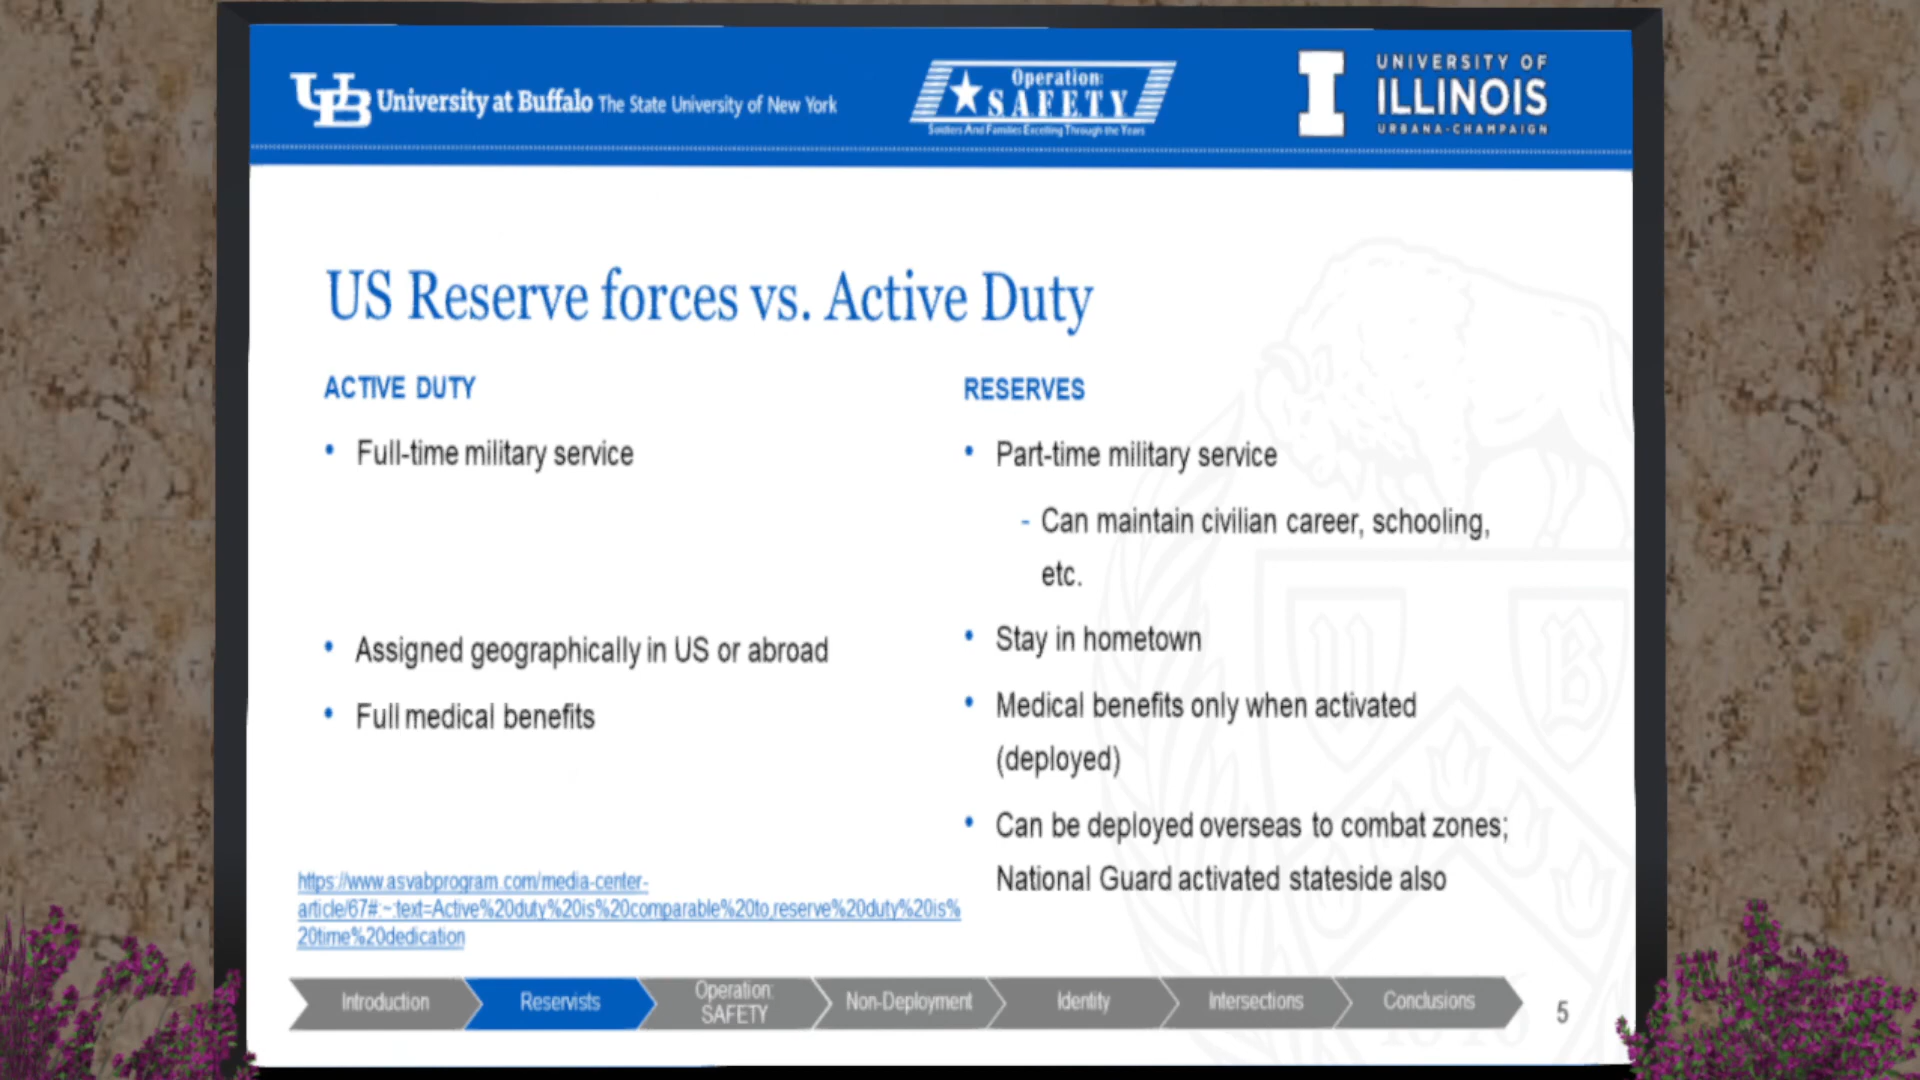 UB University at Buffalo The State University of New York
Operation:
SAFETY
Soldiers And Families Excelling Through the Years
I
UNIVERSITY OF
ILLINOIS
URBANA-CHAMPAIGN
US Reserve forces vs. Active Duty
ACTIVE DUTY
• Full-time military service
• Assigned geographically in US or abroad
• Full medical benefits
RESERVES
• Part-time military service
- Can maintain civilian career, schooling,
etc.
• Stay in hometown
• Medical benefits only when activated
(deployed)
• Can be deployed overseas to combat zones;
National Guard activated stateside also
https://www.asvabprogram.com/media-center-
article/67#:~:text=Active%20duty%20is%20comparable%20to,reserve%20duty%20is%
20time%20dedication
Introduction
Reservists
Operation:
SAFETY
Non-Deployment
Identity
Intersections
Conclusions
5
U B
1846